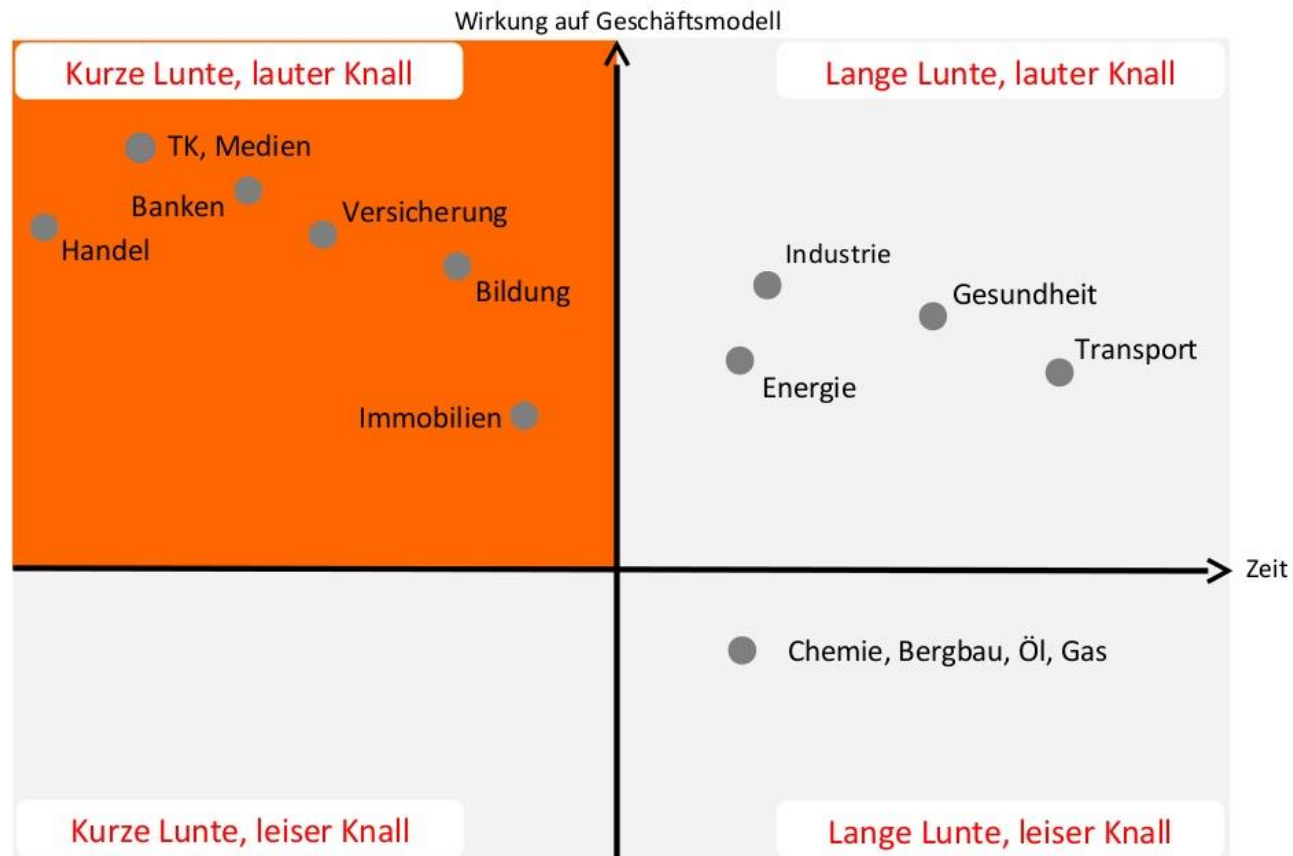 Wirkung auf Geschäftsmodell
Kurze Lunte, lauter Knall
Lange Lunte, lauter Knall
TK, Medien
Banken
Versicherung
Handel
Bildung
Immobilien
Industrie
Gesundheit
Transport
Energie
Zeit
Chemie, Bergbau, Öl, Gas
Kurze Lunte, leiser Knall
Lange Lunte, leiser Knall